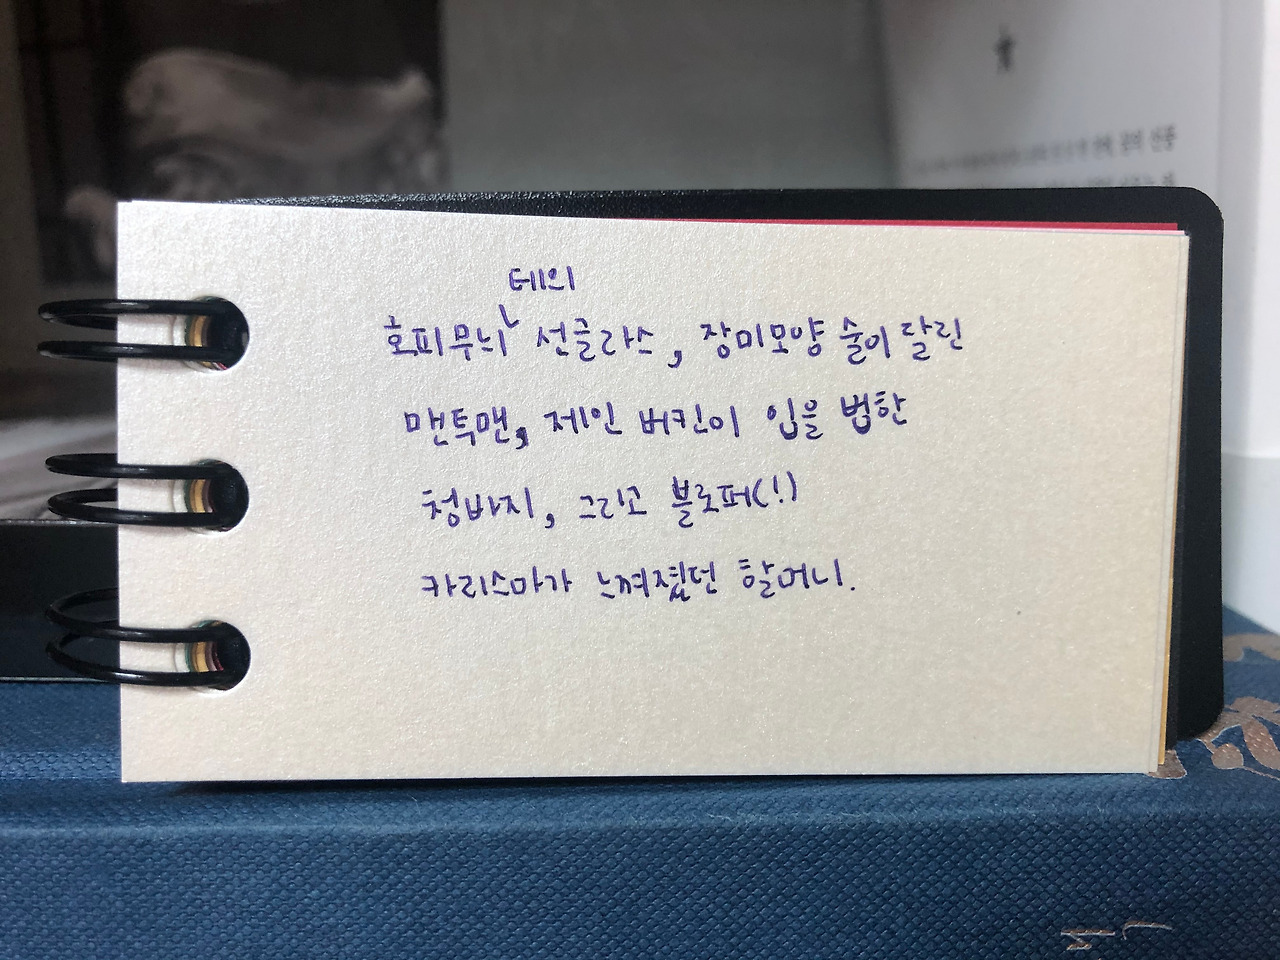 데의
호피무늬 선글라스, 장미모양 술이 달린
맨투맨, 제인 버킨이 입을 법한
청바지, 그리고 블로퍼(!)
카리스마가 느껴졌던 할머니.